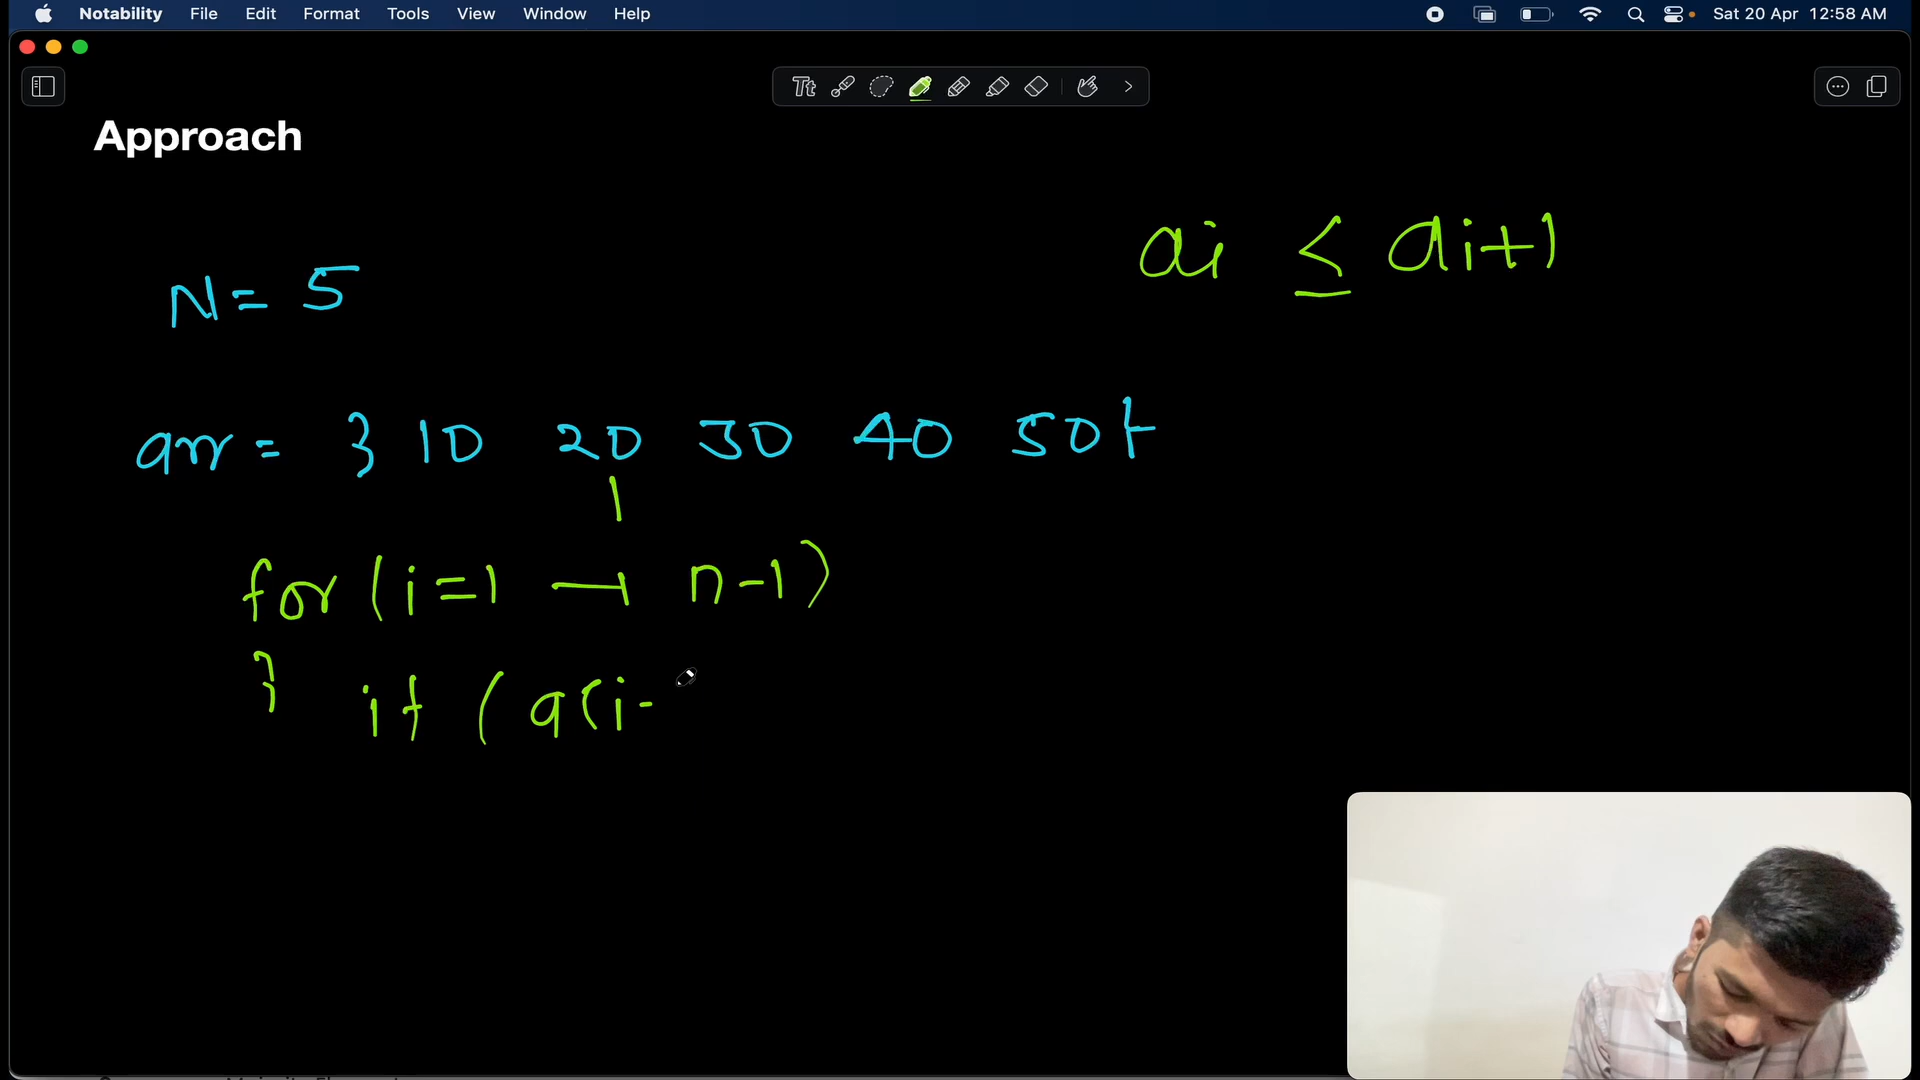 Notability File Edit Format Tools View Window Help Sat 20 Apr 12:58 AM
Tt
Approach
ai ≤ ai+1
N = 5
arr = { 10 20 30 40 50 }
for (i=1 → n-1)
{ if ( a(i-